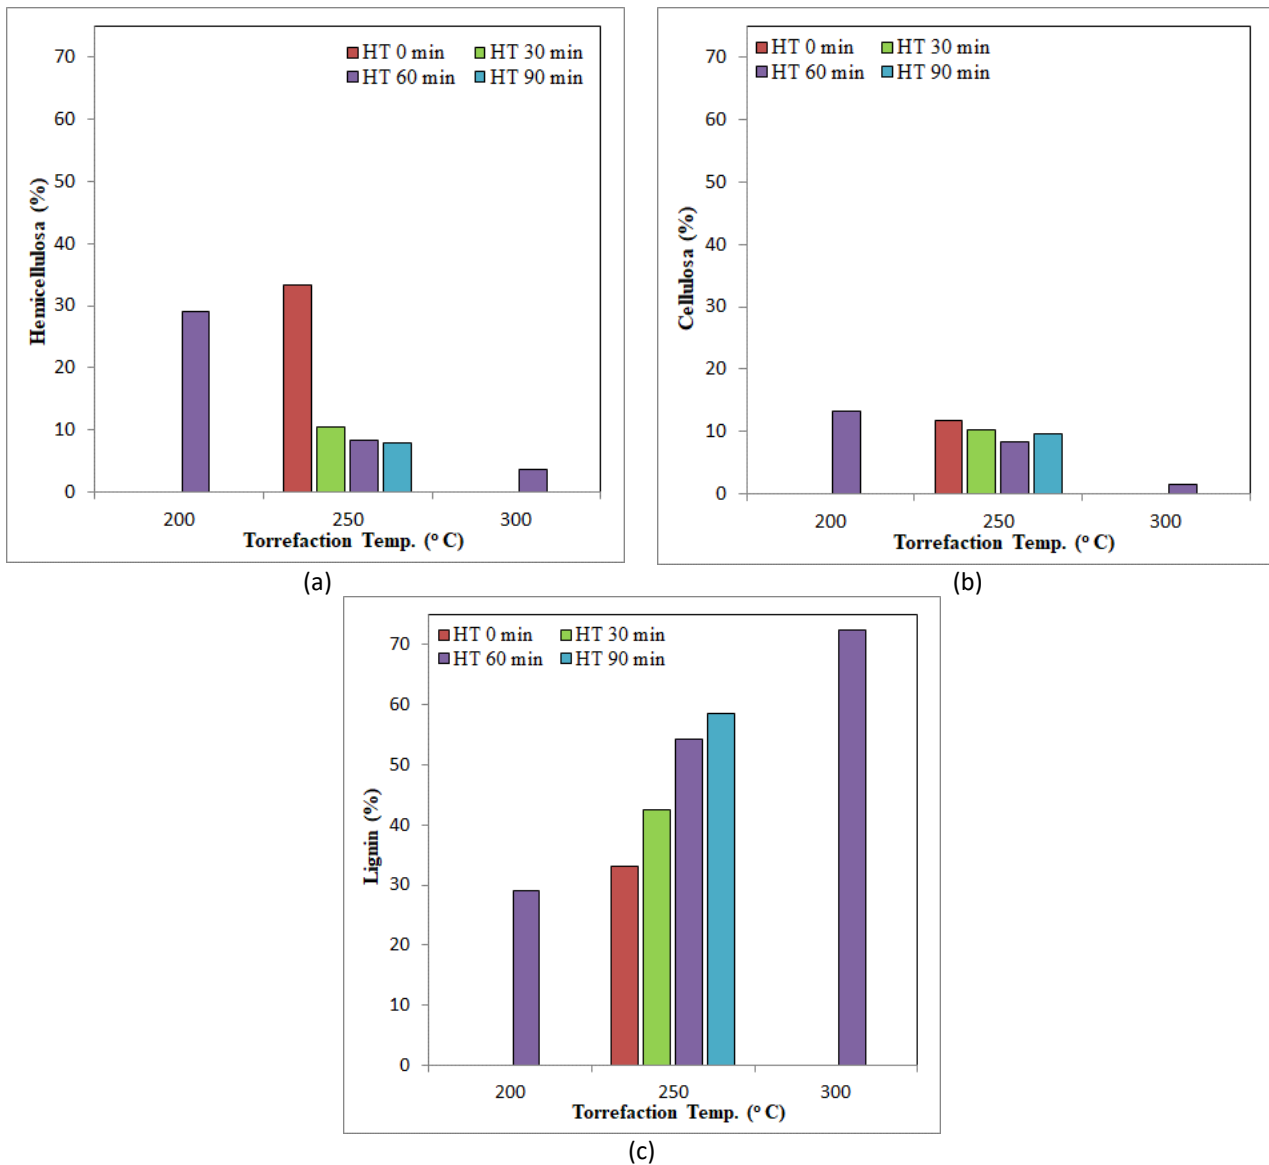 HT 0 min HT 30 min
HT 60 min HT 90 min
70
60
50
40
30
20
10
0
Hemicellulosa (%)
200 250 300
Torrefaction Temp. (º C)
(a)
HT 0 min HT 30 min
HT 60 min HT 90 min
70
60
50
40
30
20
10
0
Cellulosa (%)
200 250 300
Torrefaction Temp. (º C)
(b)
HT 0 min HT 30 min
HT 60 min HT 90 min
70
60
50
40
30
20
10
0
Lignin (%)
200 250 300
Torrefaction Temp. (º C)
(c)